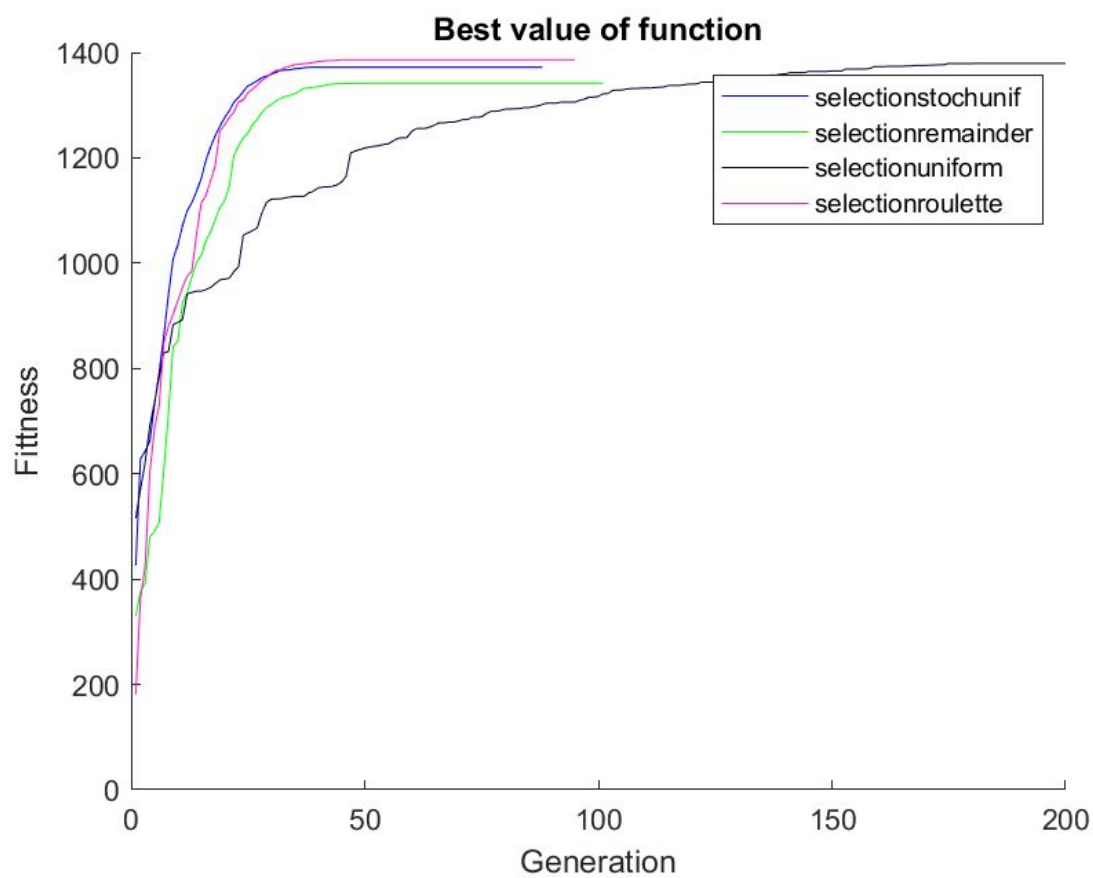 Best value of function
1400
1200
1000
800
600
400
200
0
Fittness
selectionstochunif
selectionremainder
selectionuniform
selectionroulette
0 50 100 150 200
Generation